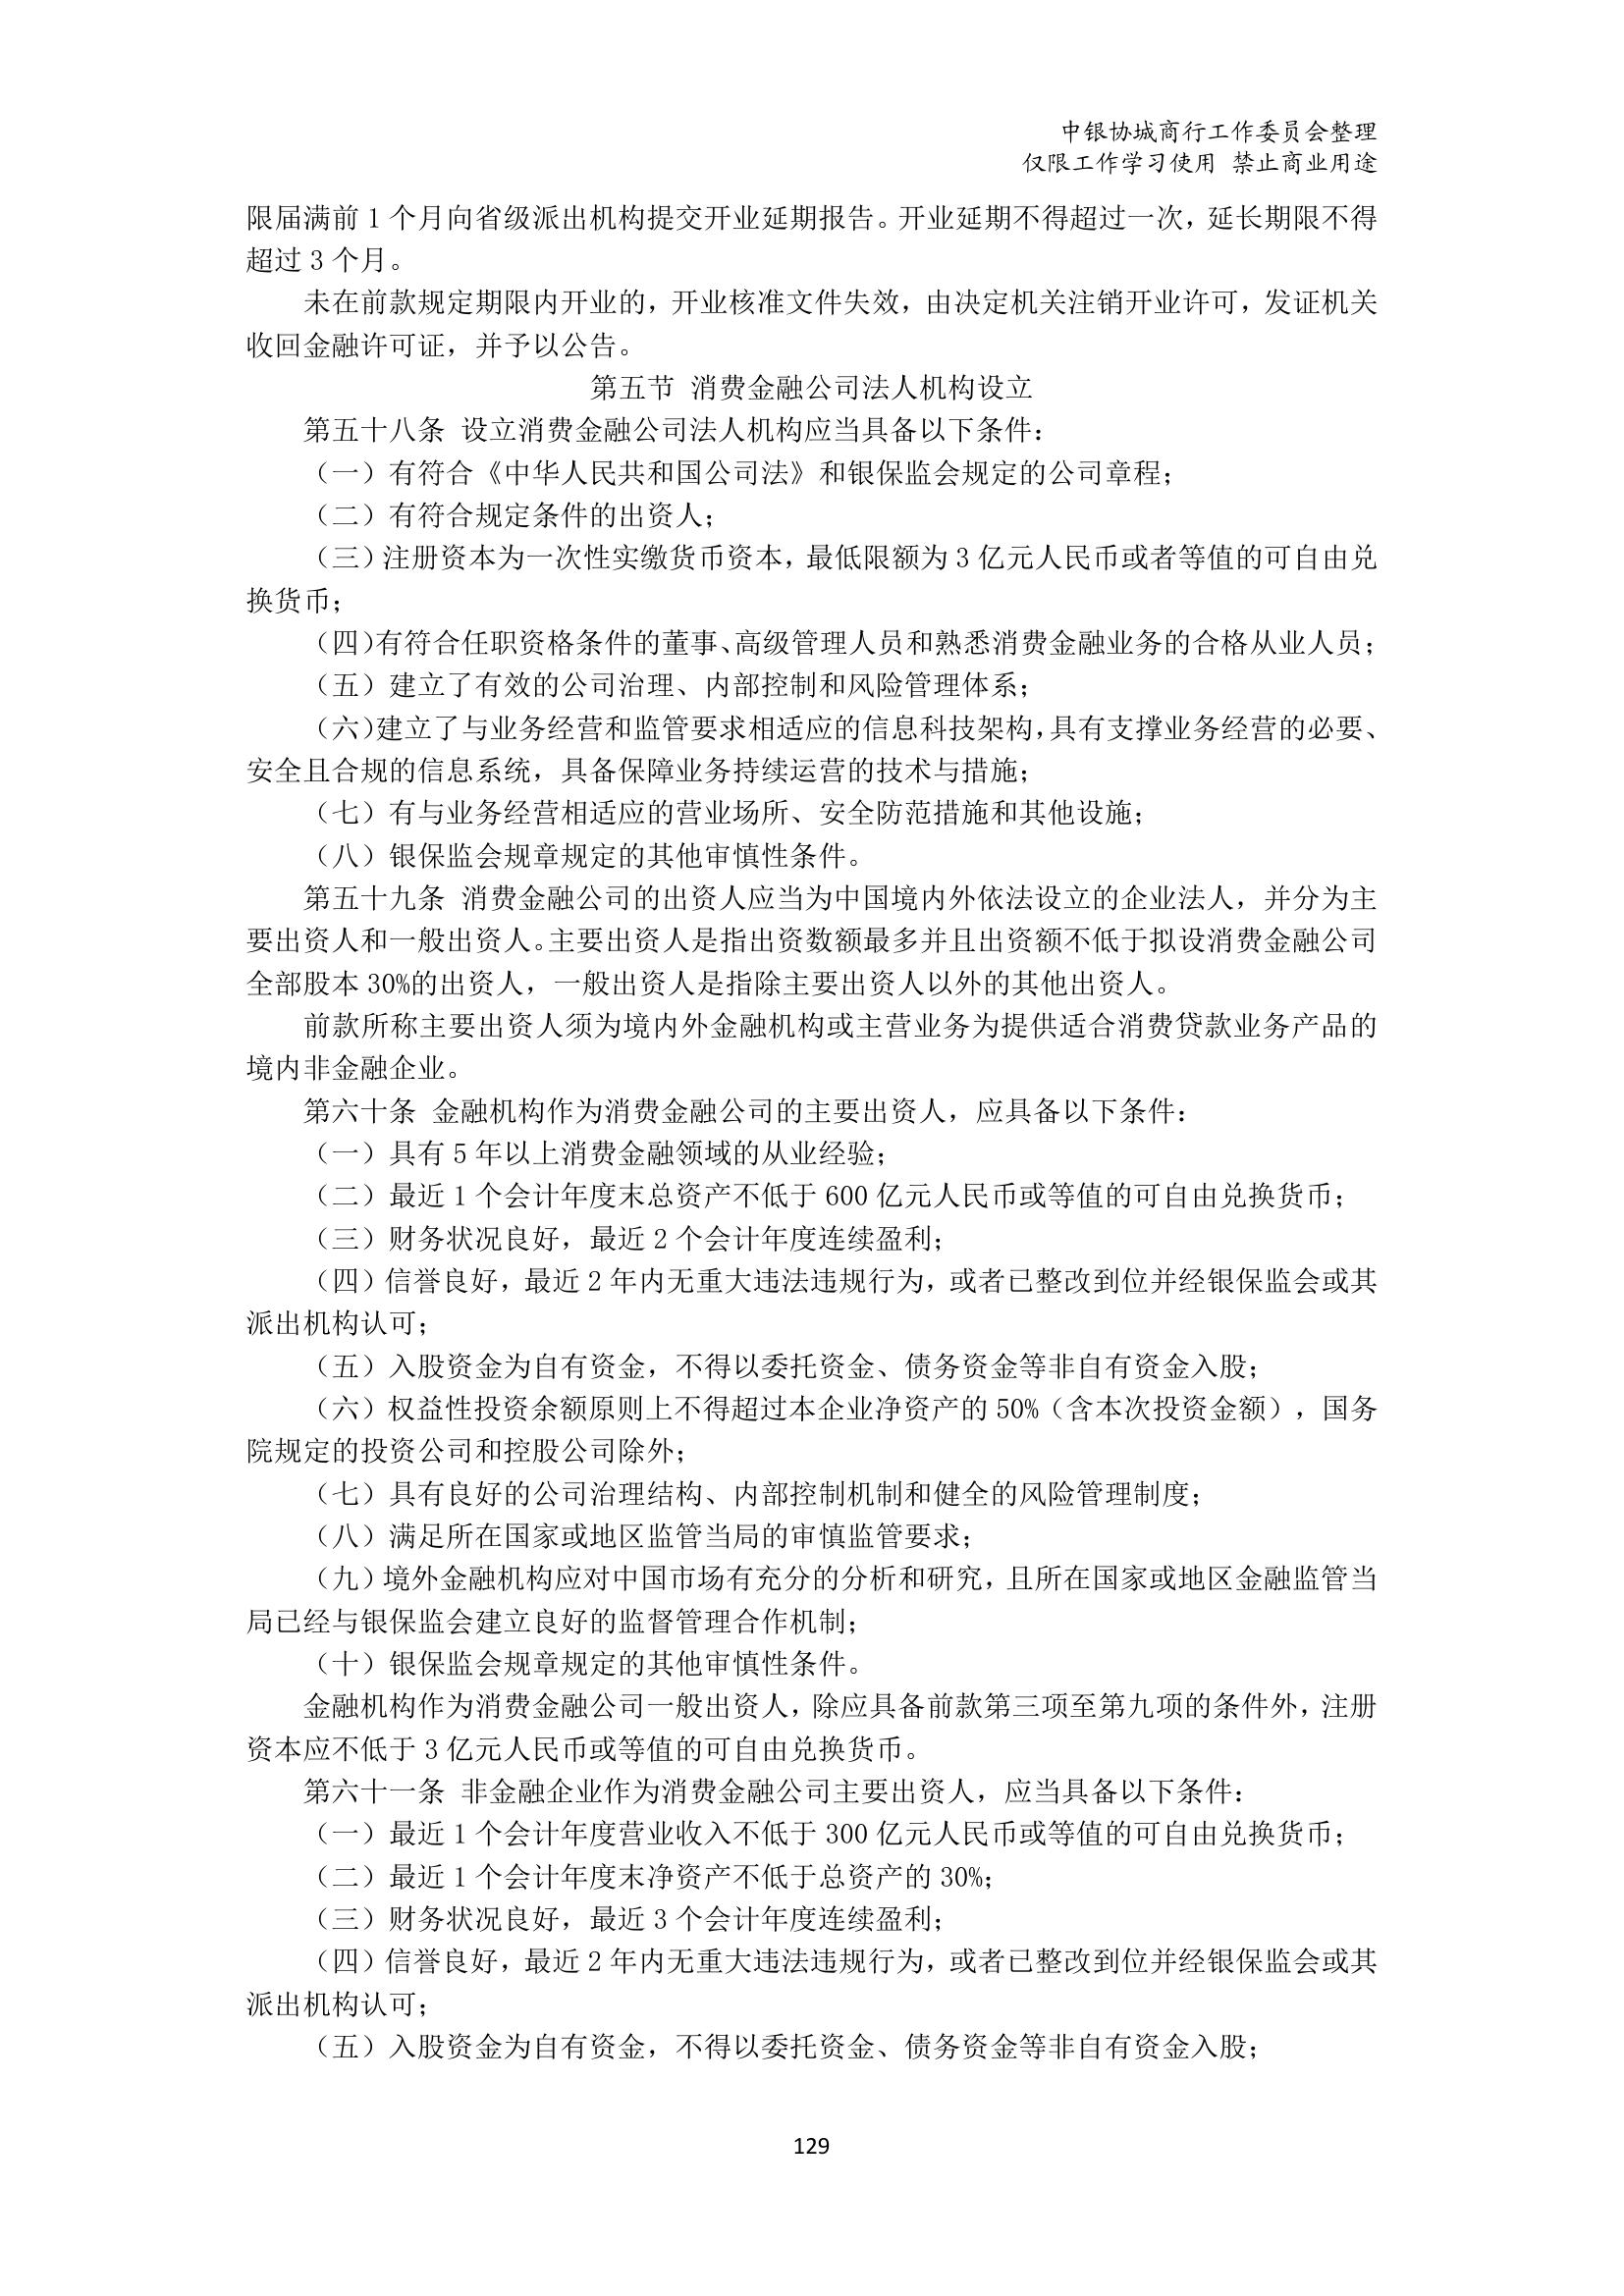 中银协城商行工作委员会整理
仅限工作学习使用 禁止商业用途
限届满前 1 个月向省级派出机构提交开业延期报告。开业延期不得超过一次，延长期限不得
超过 3 个月。
未在前款规定期限内开业的，开业核准文件失效，由决定机关注销开业许可，发证机关
收回金融许可证，并予以公告。
第五节 消费金融公司法人机构设立
第五十八条 设立消费金融公司法人机构应当具备以下条件：
（一）有符合《中华人民共和国公司法》和银保监会规定的公司章程；
（二）有符合规定条件的出资人；
（三）注册资本为一次性实缴货币资本，最低限额为 3 亿元人民币或者等值的可自由兑
换货币；
（四）有符合任职资格条件的董事、高级管理人员和熟悉消费金融业务的合格从业人员；
（五）建立了有效的公司治理、内部控制和风险管理体系；
（六）建立了与业务经营和监管要求相适应的信息科技架构，具有支撑业务经营的必要、
安全且合规的信息系统，具备保障业务持续运营的技术与措施；
（七）有与业务经营相适应的营业场所、安全防范措施和其他设施；
（八）银保监会规章规定的其他审慎性条件。
第五十九条 消费金融公司的出资人应当为中国境内外依法设立的企业法人，并分为主
要出资人和一般出资人。主要出资人是指出资数额最多并且出资额不低于拟设消费金融公司
全部股本 30%的出资人，一般出资人是指除主要出资人以外的其他出资人。
前款所称主要出资人须为境内外金融机构或主营业务为提供适合消费贷款业务产品的
境内非金融企业。
第六十条 金融机构作为消费金融公司的主要出资人，应具备以下条件：
（一）具有 5 年以上消费金融领域的从业经验；
（二）最近 1 个会计年度末总资产不低于 600 亿元人民币或等值的可自由兑换货币；
（三）财务状况良好，最近 2 个会计年度连续盈利；
（四）信誉良好，最近 2 年内无重大违法违规行为，或者已整改到位并经银保监会或其
派出机构认可；
（五）入股资金为自有资金，不得以委托资金、债务资金等非自有资金入股；
（六）权益性投资余额原则上不得超过本企业净资产的 50%（含本次投资金额），国务
院规定的投资公司和控股公司除外；
（七）具有良好的公司治理结构、内部控制机制和健全的风险管理制度；
（八）满足所在国家或地区监管当局的审慎监管要求；
（九）境外金融机构应对中国市场有充分的分析和研究，且所在国家或地区金融监管当
局已经与银保监会建立良好的监督管理合作机制；
（十）银保监会规章规定的其他审慎性条件。
金融机构作为消费金融公司一般出资人，除应具备前款第三项至第九项的条件外，注册
资本应不低于 3 亿元人民币或等值的可自由兑换货币。
第六十一条 非金融企业作为消费金融公司主要出资人，应当具备以下条件：
（一）最近 1 个会计年度营业收入不低于 300 亿元人民币或等值的可自由兑换货币；
（二）最近 1 个会计年度末净资产不低于总资产的 30%；
（三）财务状况良好，最近 3 个会计年度连续盈利；
（四）信誉良好，最近 2 年内无重大违法违规行为，或者已整改到位并经银保监会或其
派出机构认可；
（五）入股资金为自有资金，不得以委托资金、债务资金等非自有资金入股；
129